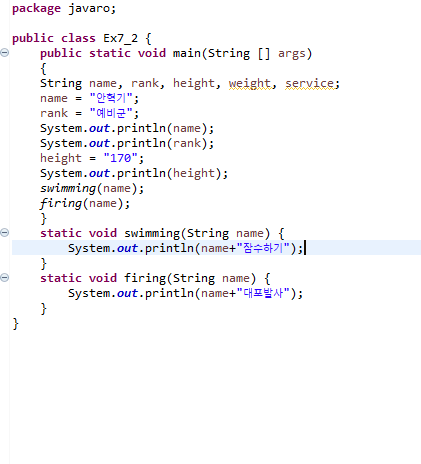 package javaro;
public class Ex7_2 {
public static void main(String [] args)
{
String name, rank, height, weight, service;
name = "안혁기";
rank = "예비군";
System.out.println(name);
System.out.println(rank);
height = "170";
System.out.println(height);
swimming(name);
firing(name);
}
static void swimming(String name) {
System.out.println(name+"잠수하기");
}
static void firing(String name) {
System.out.println(name+"대포발사");
}
}